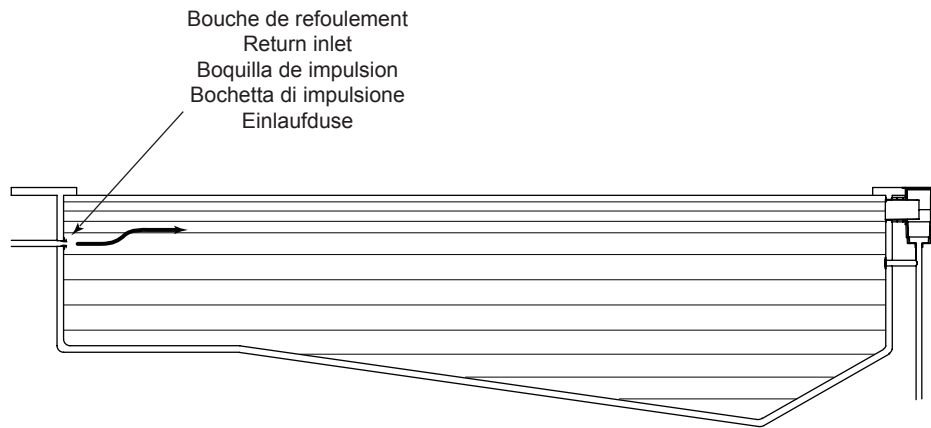 Bouche de refoulement
Return inlet
Boquilla de impulsion
Bochetta di impulsione
Einlaufduse